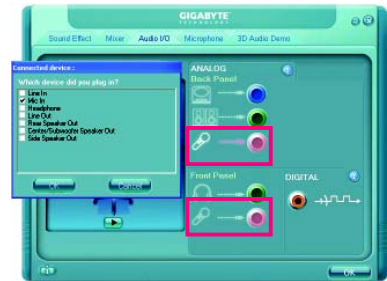 GIGABYTE
TECHNOLOGY
Sound Effect
Mixer
Audio I/O
Microphone
3D Audio Demo
Connected device :
Which device did you plug in?
Line In
Mic In
Headphone
Line Out
Rear Speaker Out
Center/Subwoofer Speaker Out
Side Speaker Out
OK
Cancel
ANALOG
Back Panel
Front Panel
DIGITAL
OK